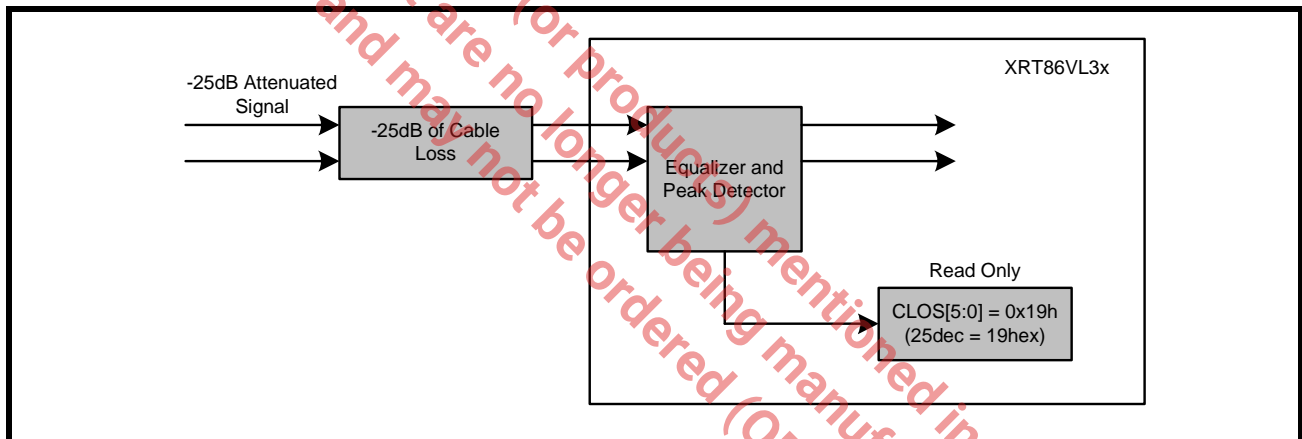 XRT86VL3x
-25dB Attenuated
Signal
-25dB of Cable
Loss
Equalizer and
Peak Detector
Read Only
CLOS[5:0] = 0x19h
(25dec = 19hex)
(or products) mentioned in
are no longer being manuf
and may not be ordered (O